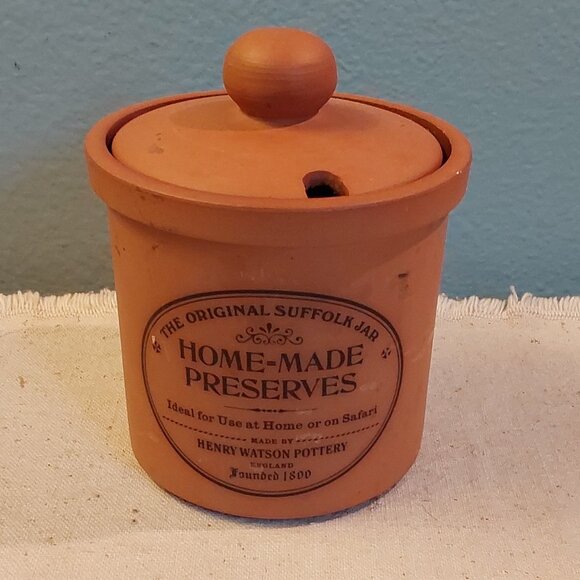 THE ORIGINAL SUFFOLK JAR
HOME-MADE
PRESERVES
Ideal for Use at Home or on Safari
MADE BY
HENRY WATSON POTTERY
ENGLAND
Founded 1800